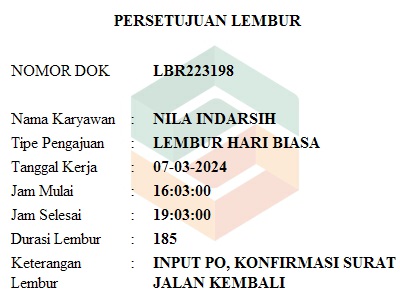 PERSETUJUAN LEMBUR
NOMOR DOK LBR223198
Nama Karyawan : NILA INDARSIH
Tipe Pengajuan : LEMBUR HARI BIASA
Tanggal Kerja : 07-03-2024
Jam Mulai : 16:03:00
Jam Selesai : 19:03:00
Durasi Lembur : 185
Keterangan : INPUT PO, KONFIRMASI SURAT
Lembur JALAN KEMBALI